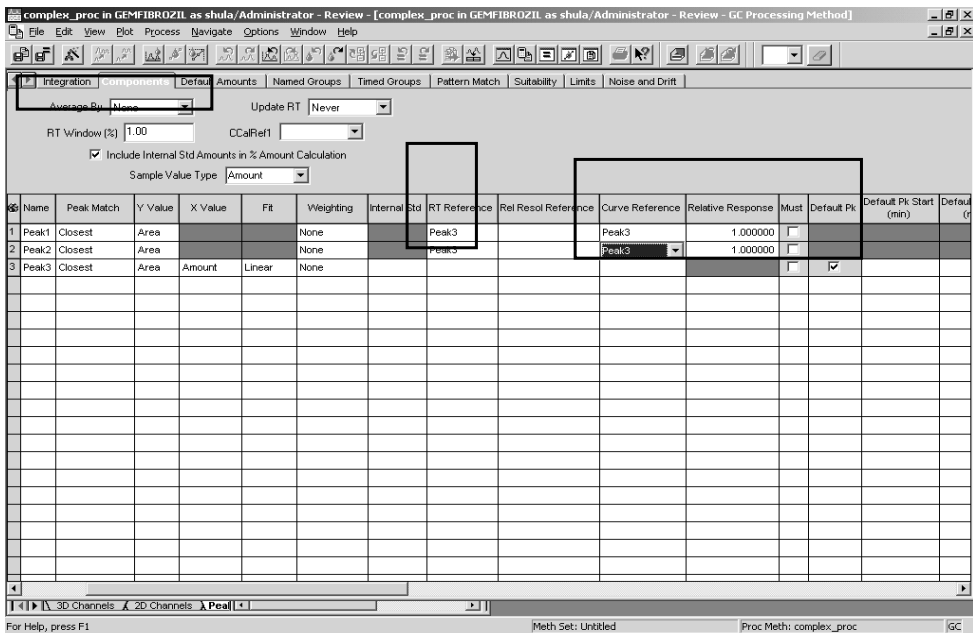 complex_proc in GEMFIBROZIL as shula/Administrator - Review - [complex_proc in GEMFIBROZIL as shula/Administrator - Review - GC Processing Method]
File Edit View Plot Process Navigate Options Window Help
Integration Components Default Amounts Named Groups Timed Groups Pattern Match Suitability Limits Noise and Drift
Average By None Update RT Never
RT Window (%) 1.00 CCalRef1
Include Internal Std Amounts in % Amount Calculation
Sample Value Type Amount
Name Peak Match Y Value X Value Fit Weighting Internal Std RT Reference Rel Resol Reference Curve Reference Relative Response Must Default Pk Default Pk Start (min)
1 Peak1 Closest Area None Peak3 Peak3 1.000000
2 Peak2 Closest Area None Peak3 Peak3 1.000000
3 Peak3 Closest Area Amount Linear None
3D Channels 2D Channels Peal
For Help, press F1 Meth Set: Untitled Proc Meth: complex_proc GC